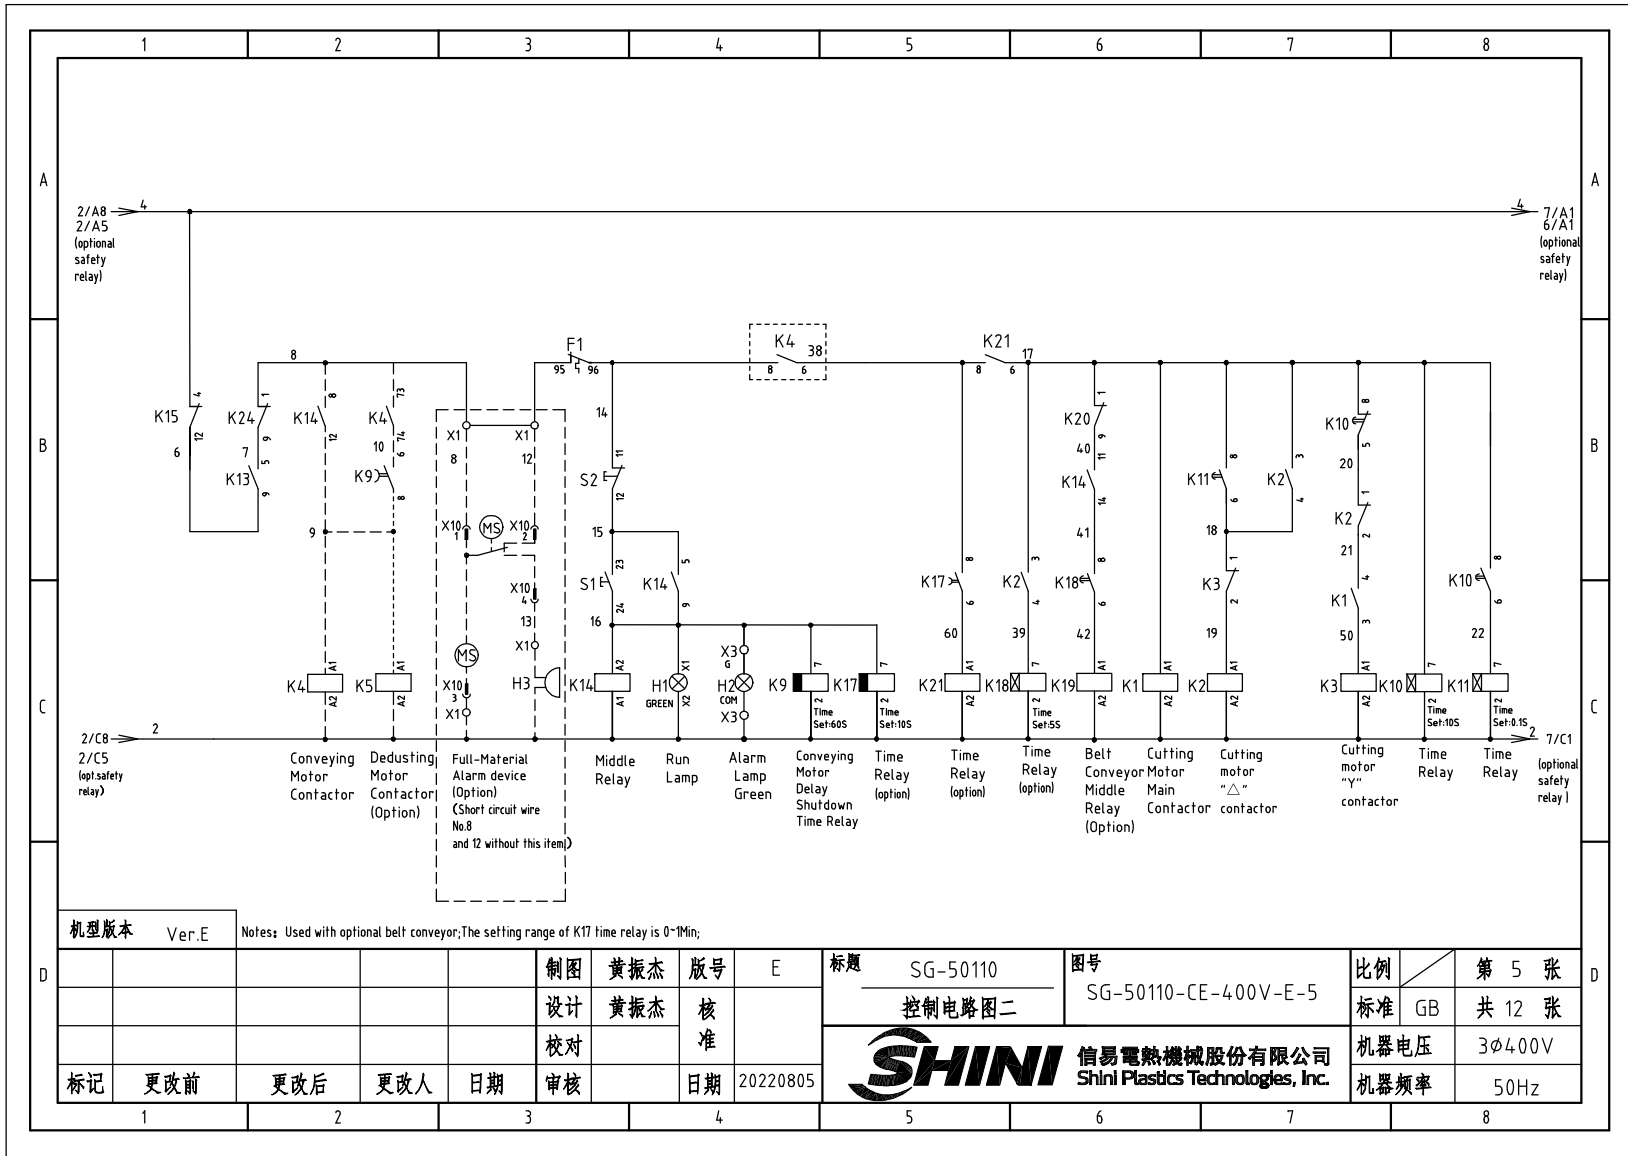 1 2 3 4 5 6 7 8
A
A
4
4
2/A8
2/A5
(optional
safety
relay)
7/A1
6/A1
(optional
safety
relay)
B
B
8
F1
95 96
K4
38
8 6
K21
8 6
17
K15
4
12
6
K24
1
9
7
K13
5
9
K14
8
12
K4
73
74
10
K9
6
8
9
X1
X1
8
12
X10
1
MS
X10
2
X10
4
13
X1
MS
X10
3
X1
H3
14
S2
11
12
15
S1
23
24
16
K14
5
9
K17
8
6
60
K2
3
4
39
K20
1
9
40
K14
11
14
41
K18
8
6
42
K11
8
6
K2
3
4
18
K3
1
2
19
K10
8
5
20
K2
1
2
21
K1
4
3
50
K10
8
6
22
C
C
K4
A1
A2
K5
A1
A2
K14
A2
A1
H1
GREEN
X1
X2
X3
G
H2
COM
X3
K9
7
2
Time
Set:60S
K17
7
2
Time
Set:10S
K21
A1
A2
K18
7
2
Time
Set:5S
K19
A1
A2
K1
A1
A2
K2
A1
A2
K3
A1
A2
K10
7
2
Time
Set:10S
K11
7
2
Time
Set:0.1S
2/C8
2
2/C5
(opt.safety
relay)
2
7/C1
(optional
safety
relay )
Conveying
Motor
Contactor
Dedusting
Motor
Contactor
(Option)
Full-Material
Alarm device
(Option)
(Short circuit wire
No.8
and 12 without this item)
Middle
Relay
Run
Lamp
Alarm
Lamp
Green
Conveying
Motor
Delay
Shutdown
Time Relay
Time
Relay
(option)
Time
Relay
(option)
Time
Relay
(option)
Belt
Conveyor
Middle
Relay
(Option)
Cutting
Motor
Main
Contactor
Cutting
motor
"△"
contactor
Cutting
motor
"Y"
contactor
Time
Relay
Time
Relay
机型版本 Ver.E
Notes: Used with optional belt conveyor;The setting range of K17 time relay is 0~1Min;
D
D
制图 黄振杰 版号 E
设计 黄振杰 核准
校对
标记 更改前 更改后 更改人 日期 审核 日期 20220805
标题 SG-50110
控制电路图二
图号
SG-50110-CE-400V-E-5
SHINI
信易電熱機械股份有限公司
Shini Plastics Technologies, Inc.
比例 第 5 张
标准 GB 共 12 张
机器电压 3Φ400V
机器频率 50Hz
1 2 3 4 5 6 7 8